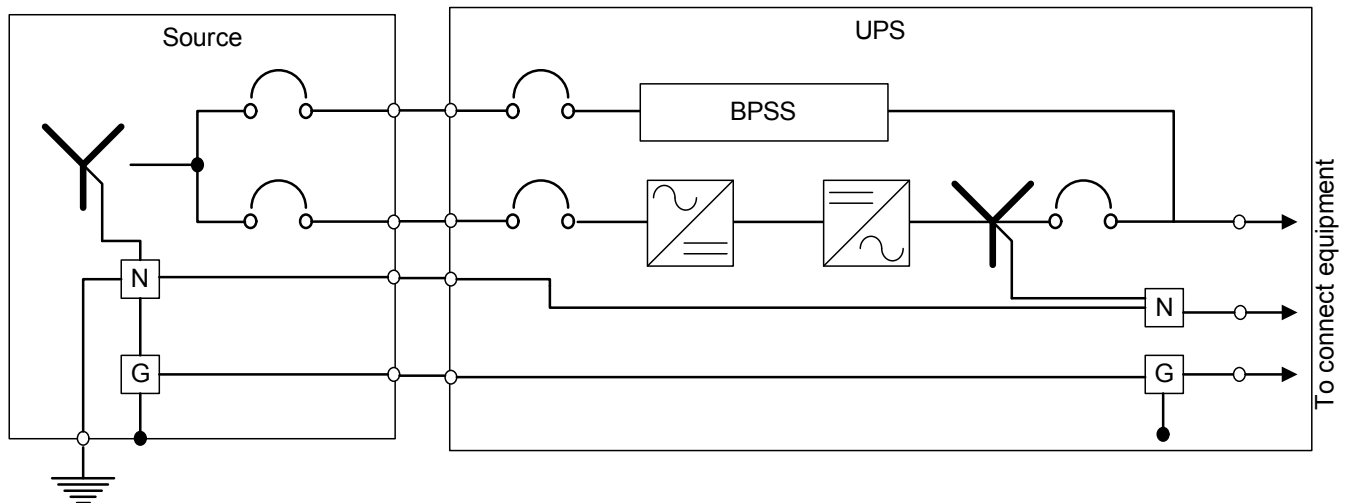 Source
UPS
BPSS
N
G
N
G
To connect equipment